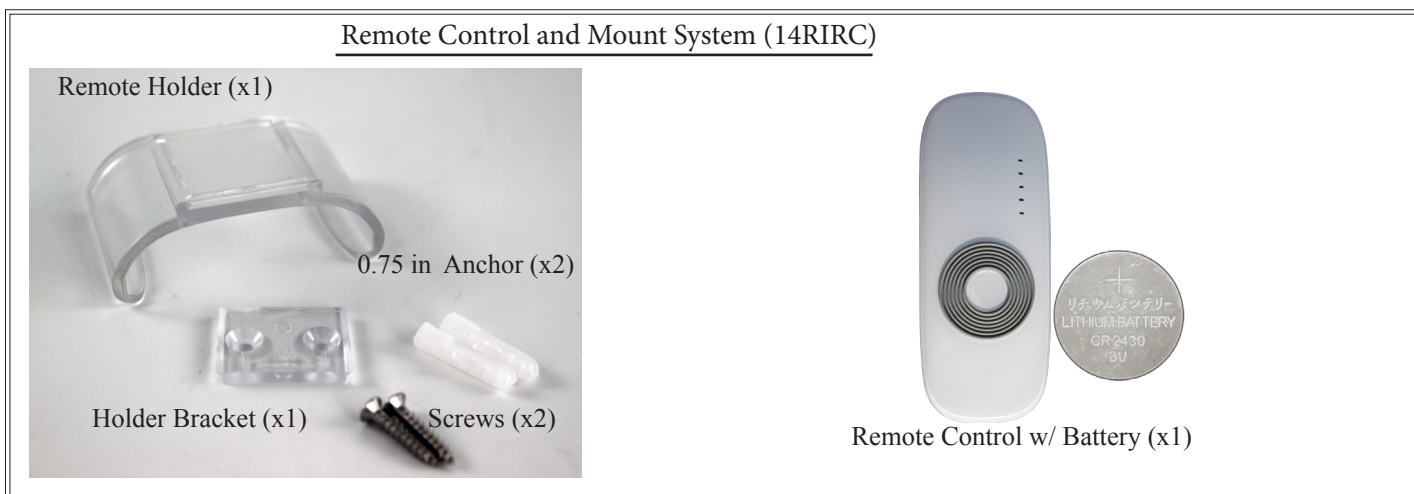 Remote Control and Mount System (14RIRC)
Remote Holder (x1)
0.75 in Anchor (x2)
Holder Bracket (x1)
Screws (x2)
リチウムバッテリー
LITHIUM BATTERY
CR2430
3V
Remote Control w/ Battery (x1)